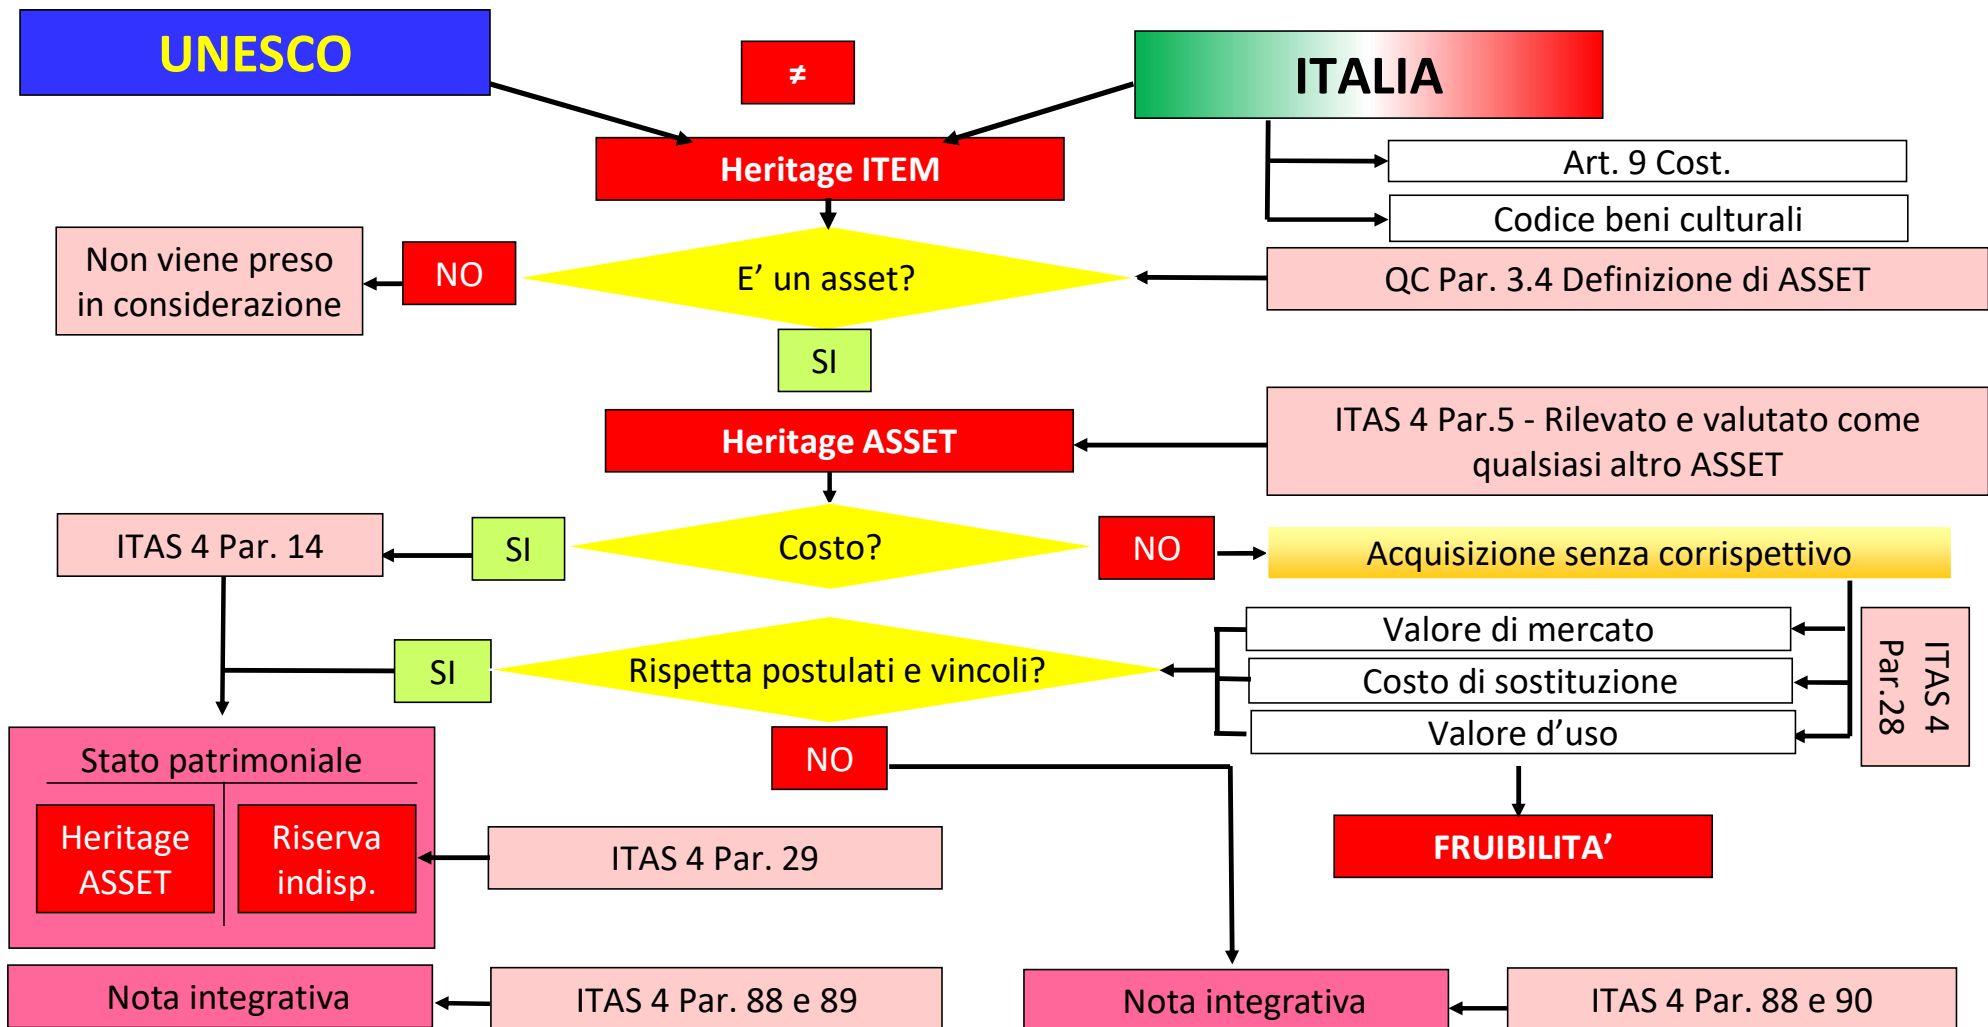 UNESCO
≠
ITALIA
Heritage ITEM
Art. 9 Cost.
Codice beni culturali
Non viene preso
in considerazione
NO
E' un asset?
QC Par. 3.4 Definizione di ASSET
SI
Heritage ASSET
ITAS 4 Par.5 - Rilevato e valutato come
qualsiasi altro ASSET
ITAS 4 Par. 14
SI
Costo?
NO
Acquisizione senza corrispettivo
Valore di mercato
Costo di sostituzione
Valore d’uso
ITAS 4
Par.28
SI
Rispetta postulati e vincoli?
NO
FRUIBILITA’
Stato patrimoniale
Heritage
ASSET
Riserva
indisp.
ITAS 4 Par. 29
Nota integrativa
ITAS 4 Par. 88 e 89
Nota integrativa
ITAS 4 Par. 88 e 90